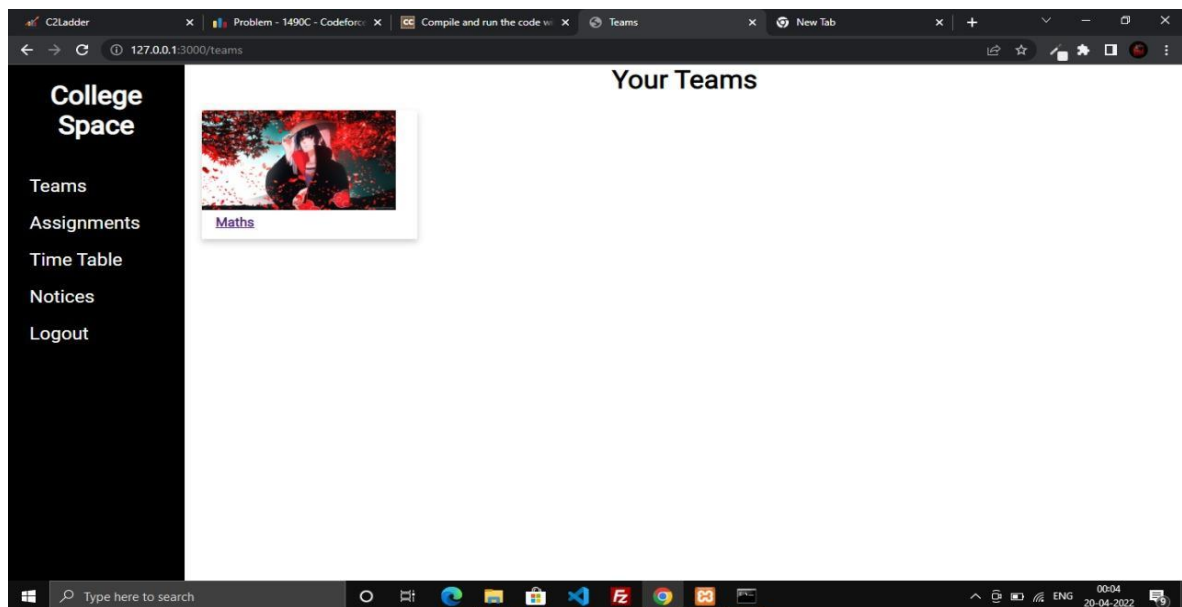 C2Ladder
Problem - 1490C - Codeforce
Compile and run the code wi
Teams
New Tab
127.0.0.1:3000/teams
College
Space
Teams
Assignments
Time Table
Notices
Logout
Your Teams
Maths
Type here to search
ENG
00:04
20-04-2022